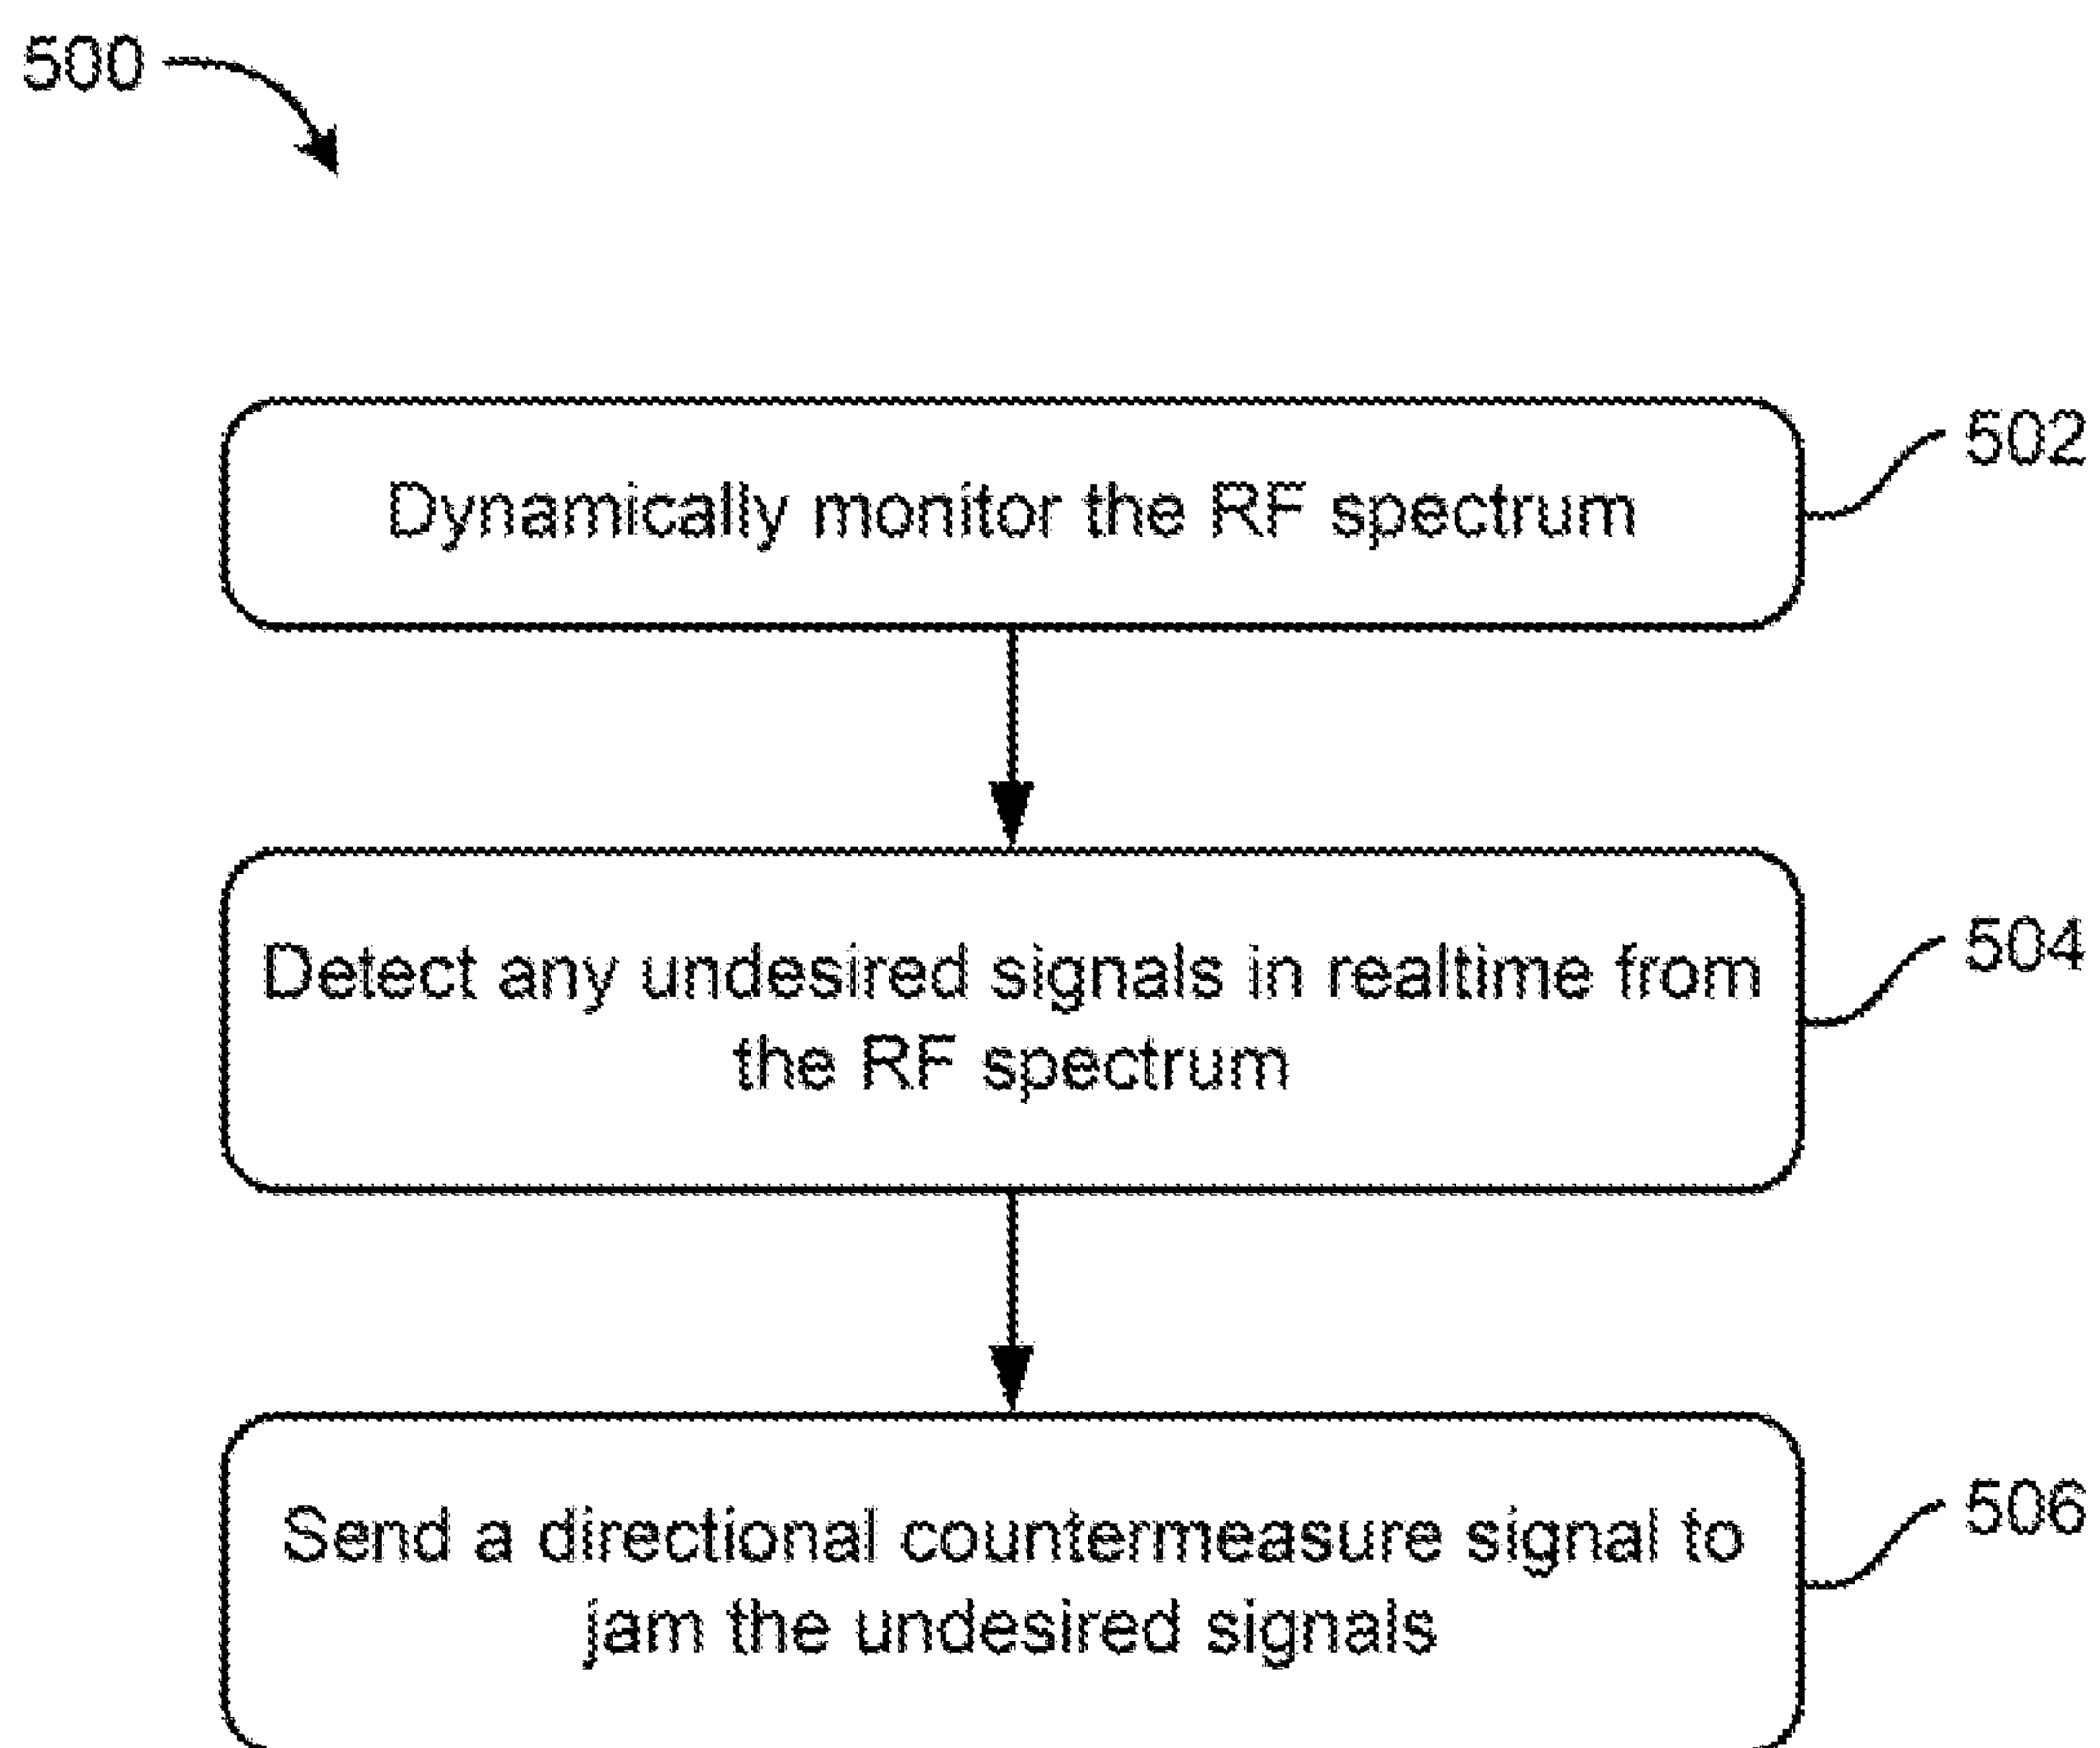 500
Dynamically monitor the RF spectrum
502
Detect any undesired signals in realtime from
the RF spectrum
504
Send a directional countermeasure signal to
jam the undesired signals
506